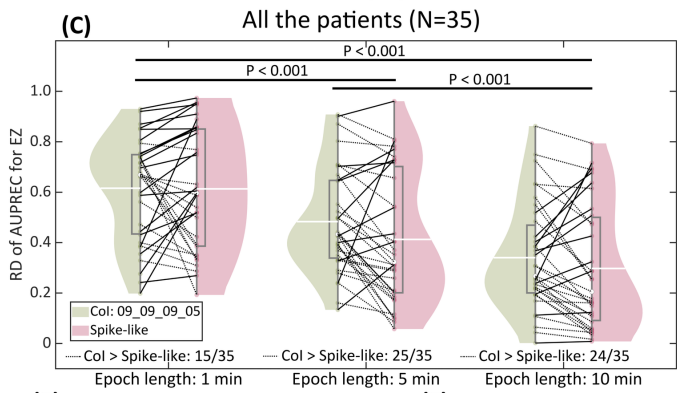 (C) All the patients (N=35)
P < 0.001
P < 0.001 P < 0.001
RD of AUPREC for EZ
1.0
0.8
0.6
0.4
0.2
0
CoI: 09_09_09_05
Spike-like
CoI > Spike-like: 15/35 CoI > Spike-like: 25/35 CoI > Spike-like: 24/35
Epoch length: 1 min Epoch length: 5 min Epoch length: 10 min